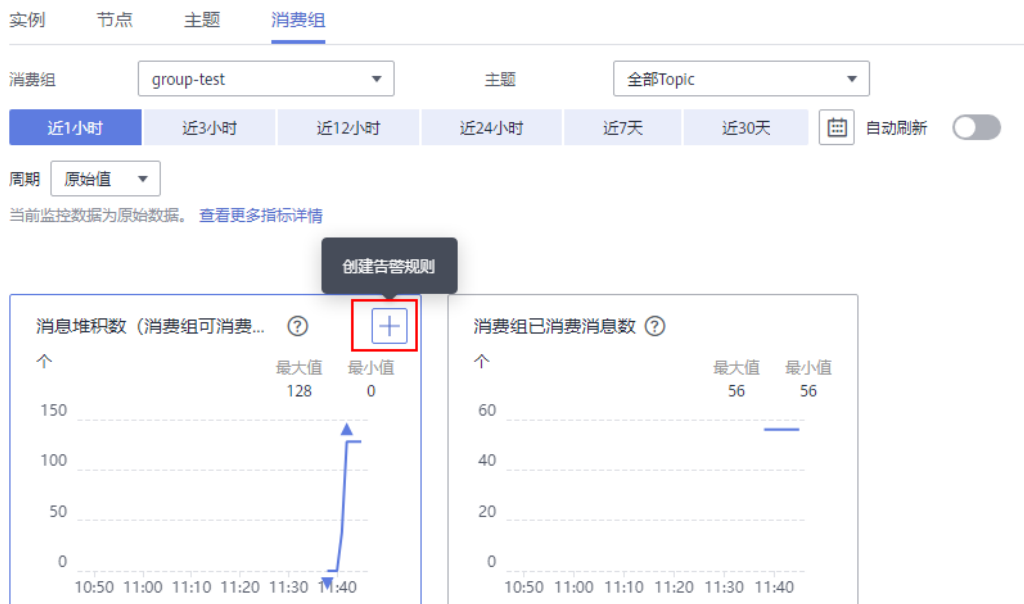 实例 节点 主题 消费组
消费组 group-test 主题 全部Topic
近1小时 近3小时 近12小时 近24小时 近7天 近30天 自动刷新
周期 原始值
当前监控数据为原始数据。 查看更多指标详情
创建告警规则
消息堆积数（消费组可消费... ?
个
最大值 最小值
128 0
150
100
50
0
10:50 11:00 11:10 11:20 11:30 11:40
消费组已消费消息数 ?
个
最大值 最小值
56 56
60
40
20
0
10:50 11:00 11:10 11:20 11:30 11:40